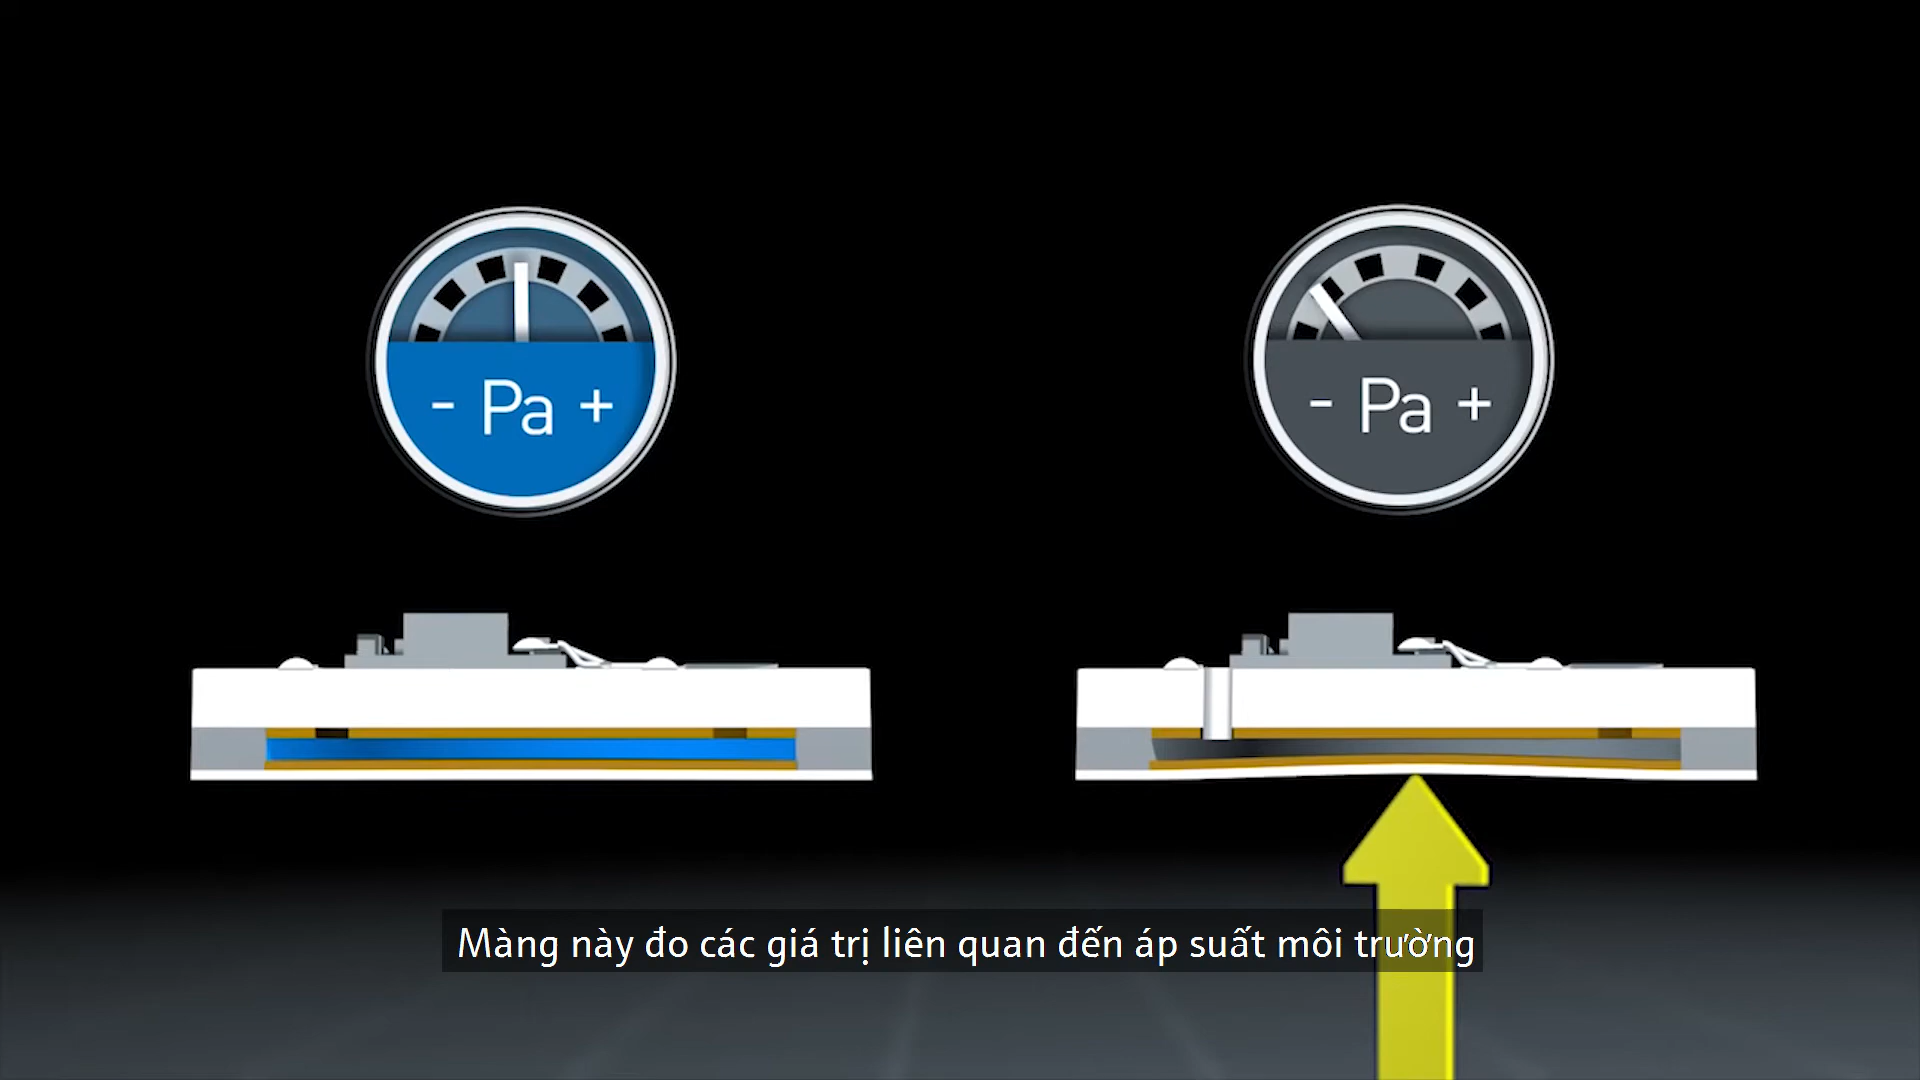 - Pa +
- Pa +
Màng này đo các giá trị liên quan đến áp suất môi trường